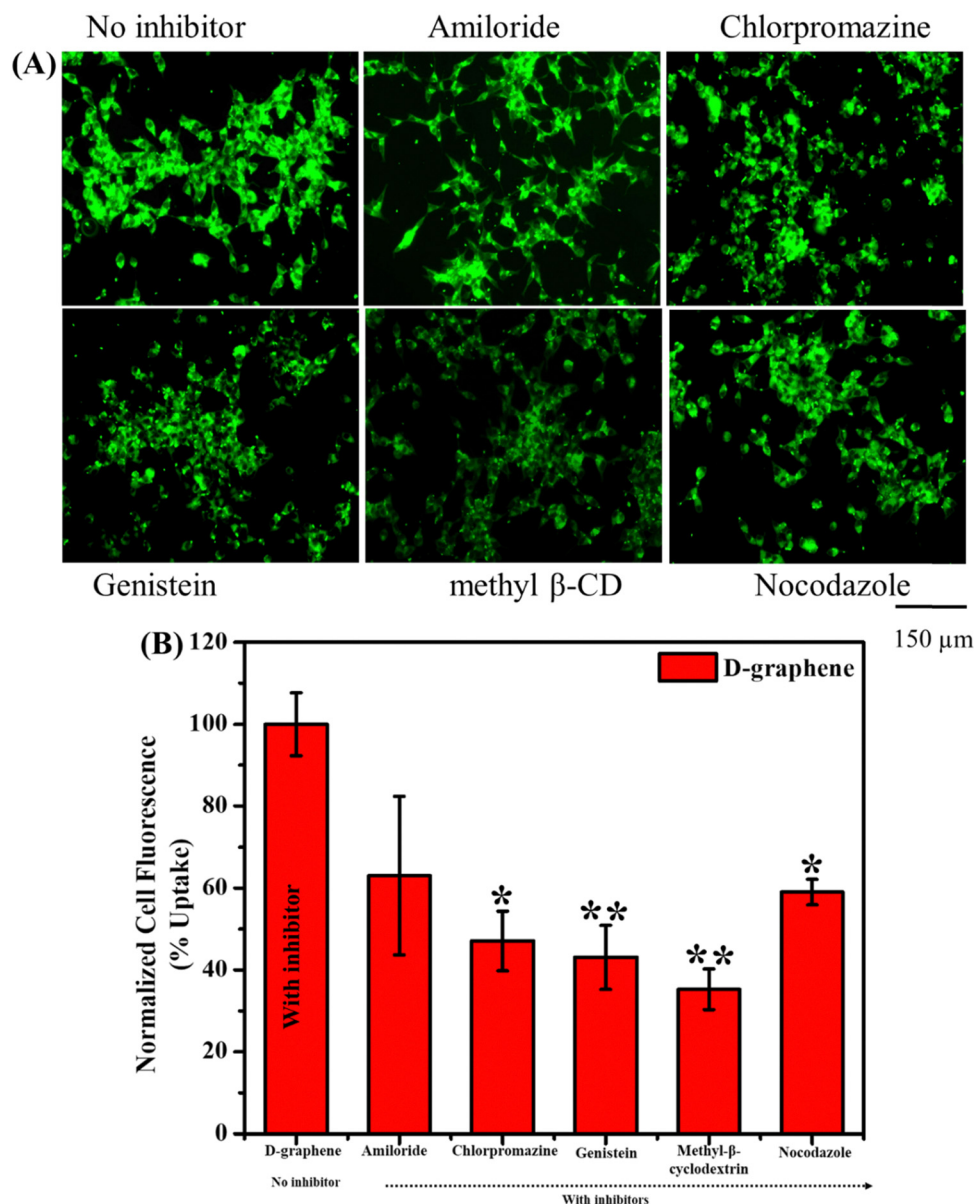 No inhibitor Amiloride Chlorpromazine
(A)
Genistein methyl β-CD Nocodazole
150 µm
(B)
120
100
80
60
40
20
0
Normalized Cell Fluorescence
(% Uptake)
D-graphene
With inhibitor
*
**
**
*
D-graphene Amiloride Chlorpromazine Genistein Methyl-β-
cyclodextrin Nocodazole
No inhibitor
With inhibitors